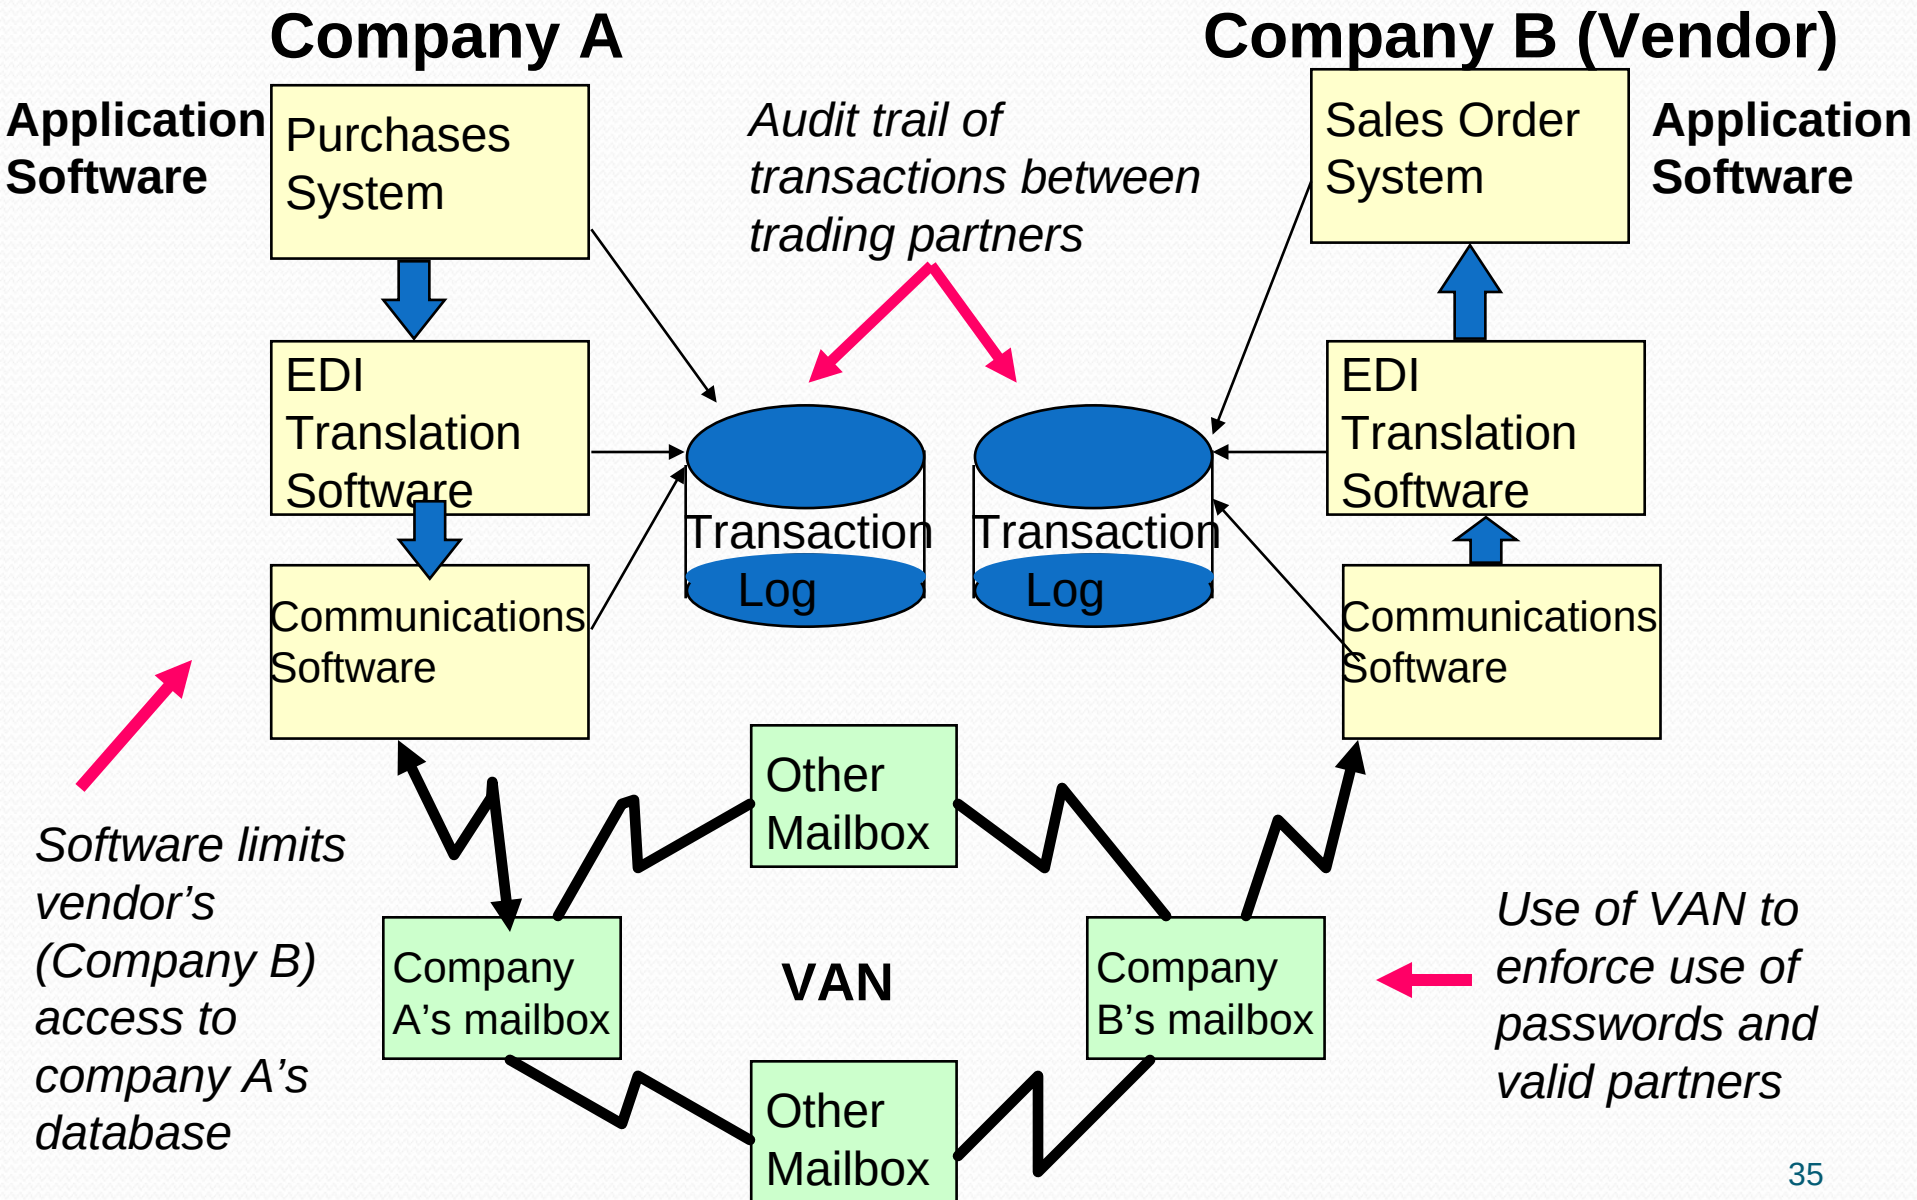 Company A
Company B (Vendor)
Application
Software
Purchases
System
Audit trail of
transactions between
trading partners
Sales Order
System
Application
Software
EDI
Translation
Software
Transaction
Log
Transaction
Log
EDI
Translation
Software
Communications
Software
Communications
Software
Other
Mailbox
Software limits
vendor’s
(Company B)
access to
company A’s
database
Company
A’s mailbox
VAN
Company
B’s mailbox
Use of VAN to
enforce use of
passwords and
valid partners
Other
Mailbox
35